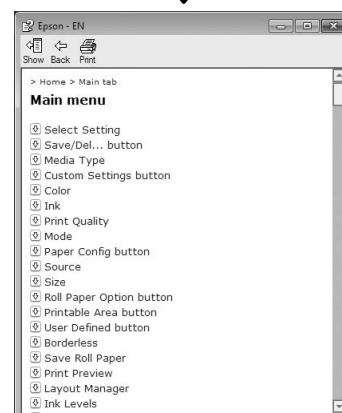 Epson - EN
Show Back Print
> Home > Main tab
Main menu
Select Setting
Save/Del... button
Media Type
Custom Settings button
Color
Ink
Print Quality
Mode
Paper Config button
Source
Size
Roll Paper Option button
Printable Area button
User Defined button
Borderless
Save Roll Paper
Print Preview
Layout Manager
Ink Levels